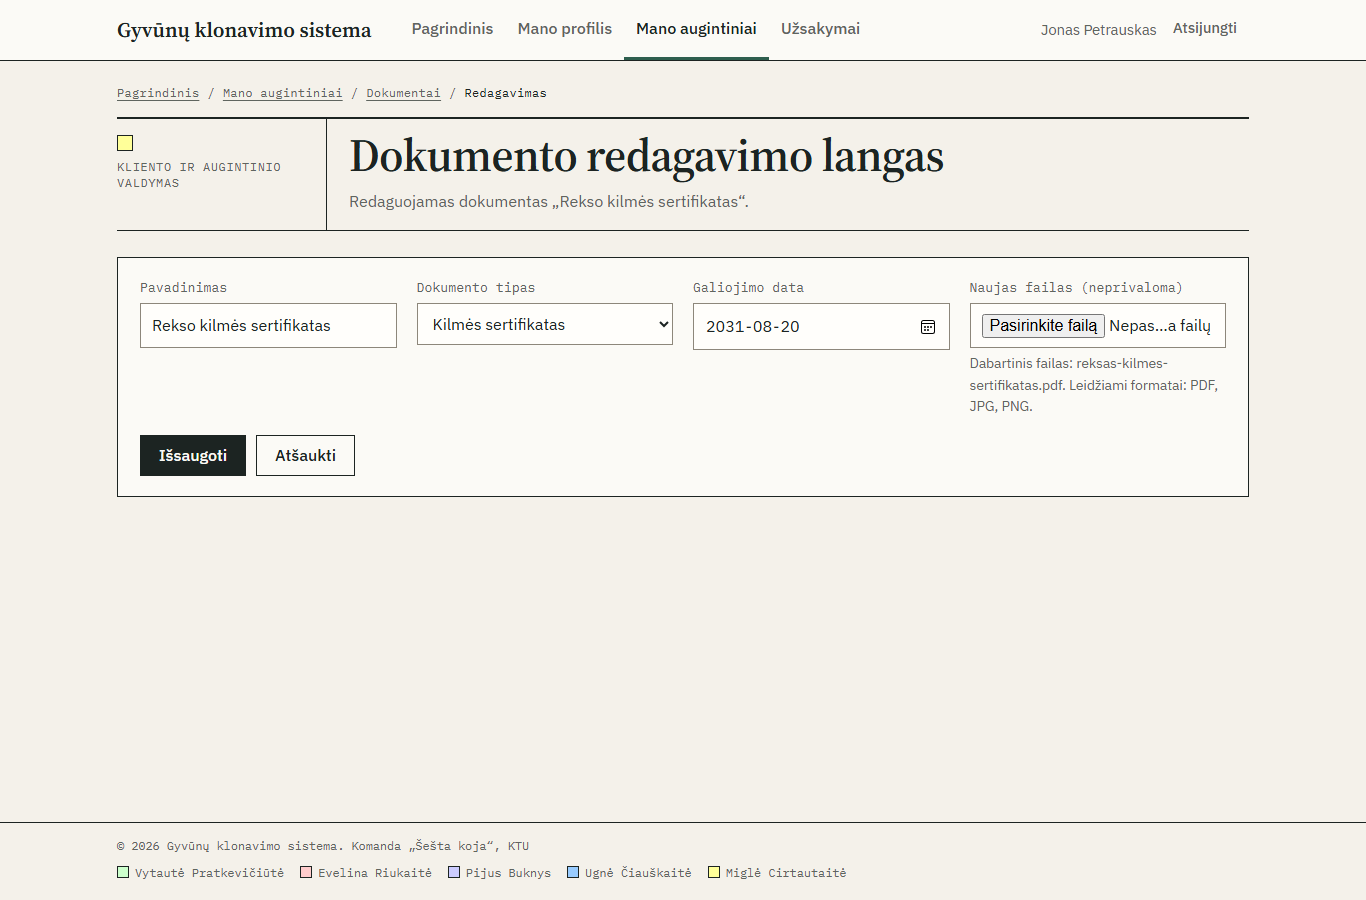 Gyvūnų klonavimo sistema Pagrindinis Mano profilis Mano augintiniai Užsakymai Jonas Petrauskas Atsijungti
Pagrindinis / Mano augintiniai / Dokumentai / Redagavimas
KLIENTO IR AUGINTINIO
VALDYMAS
Dokumento redagavimo langas
Redaguojamas dokumentas „Rekso kilmės sertifikatas“.
Pavadinimas Dokumento tipas Galiojimo data Naujas failas (neprivaloma)
Rekso kilmės sertifikatas Kilmės sertifikatas 2031-08-20 Pasirinkite failą Nepas...a failų
Dabartinis failas: reksas-kilmes-
sertifikatas.pdf. Leidžiami formatai: PDF,
JPG, PNG.
Išsaugoti Atšaukti
© 2026 Gyvūnų klonavimo sistema. Komanda „Šešta koja“, KTU
Vytautė Pratkevičiūtė Evelina Riukaitė Pijus Buknys Ugnė Čiauškaitė Miglė Cirtautaitė